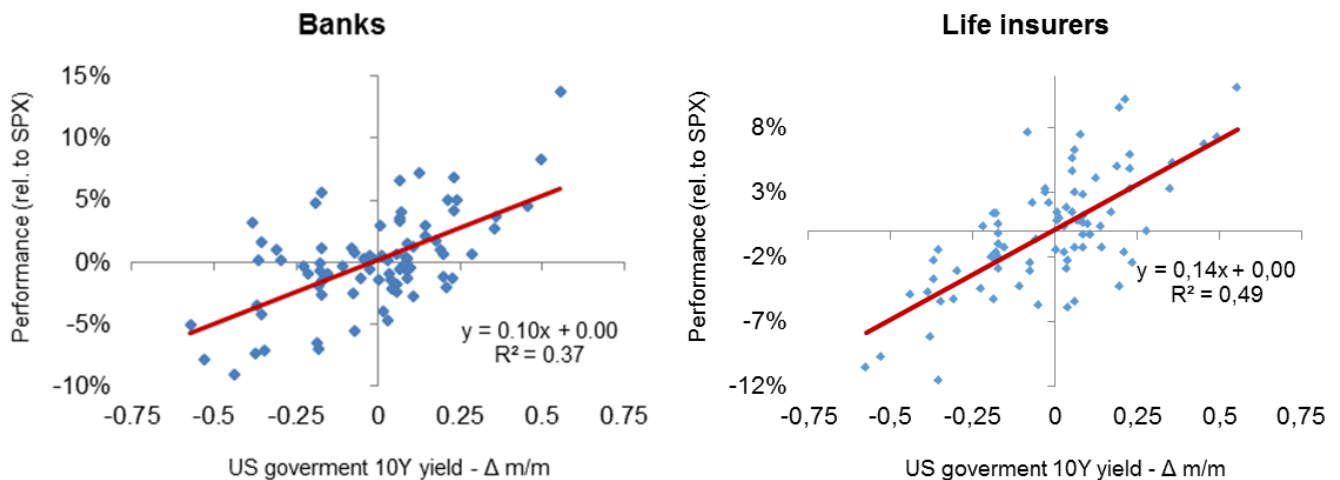 Banks
Performance (rel. to SPX)
15%
10%
5%
0%
-5%
-10%
-0.75
-0.5
-0.25
0
0.25
0.5
0.75
y = 0.10x + 0.00
R² = 0.37
US goverment 10Y yield - Δ m/m
Life insurers
Performance (rel. to SPX)
8%
3%
-2%
-7%
-12%
-0,75
-0,5
-0,25
0
0,25
0,5
0,75
y = 0,14x + 0,00
R² = 0,49
US goverment 10Y yield - Δ m/m